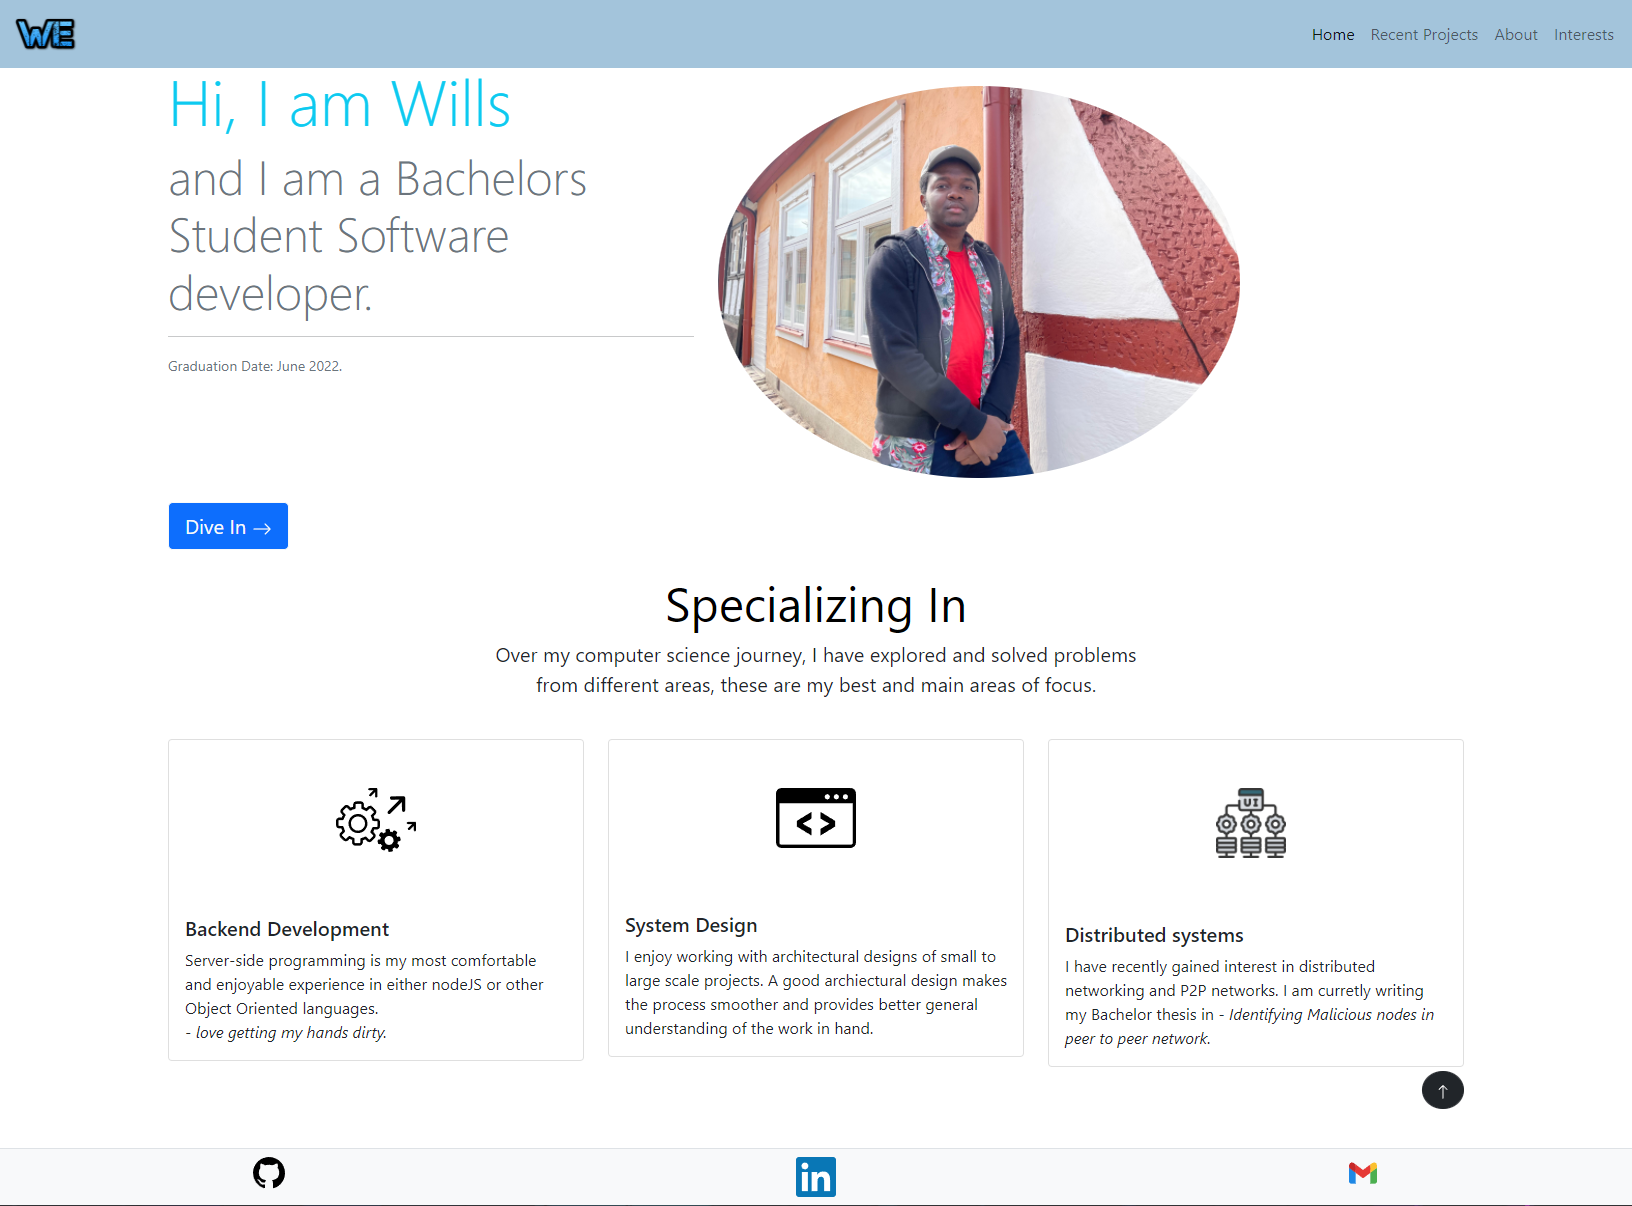 WE
Home Recent Projects About Interests
Hi, I am Wills
and I am a Bachelors
Student Software
developer.
Graduation Date: June 2022.
Dive In →
Specializing In
Over my computer science journey, I have explored and solved problems
from different areas, these are my best and main areas of focus.
Backend Development
Server-side programming is my most comfortable
and enjoyable experience in either nodeJS or other
Object Oriented languages.
- love getting my hands dirty.
System Design
I enjoy working with architectural designs of small to
large scale projects. A good archiectural design makes
the process smoother and provides better general
understanding of the work in hand.
UI
Distributed systems
I have recently gained interest in distributed
networking and P2P networks. I am curretly writing
my Bachelor thesis in - Identifying Malicious nodes in
peer to peer network.
in